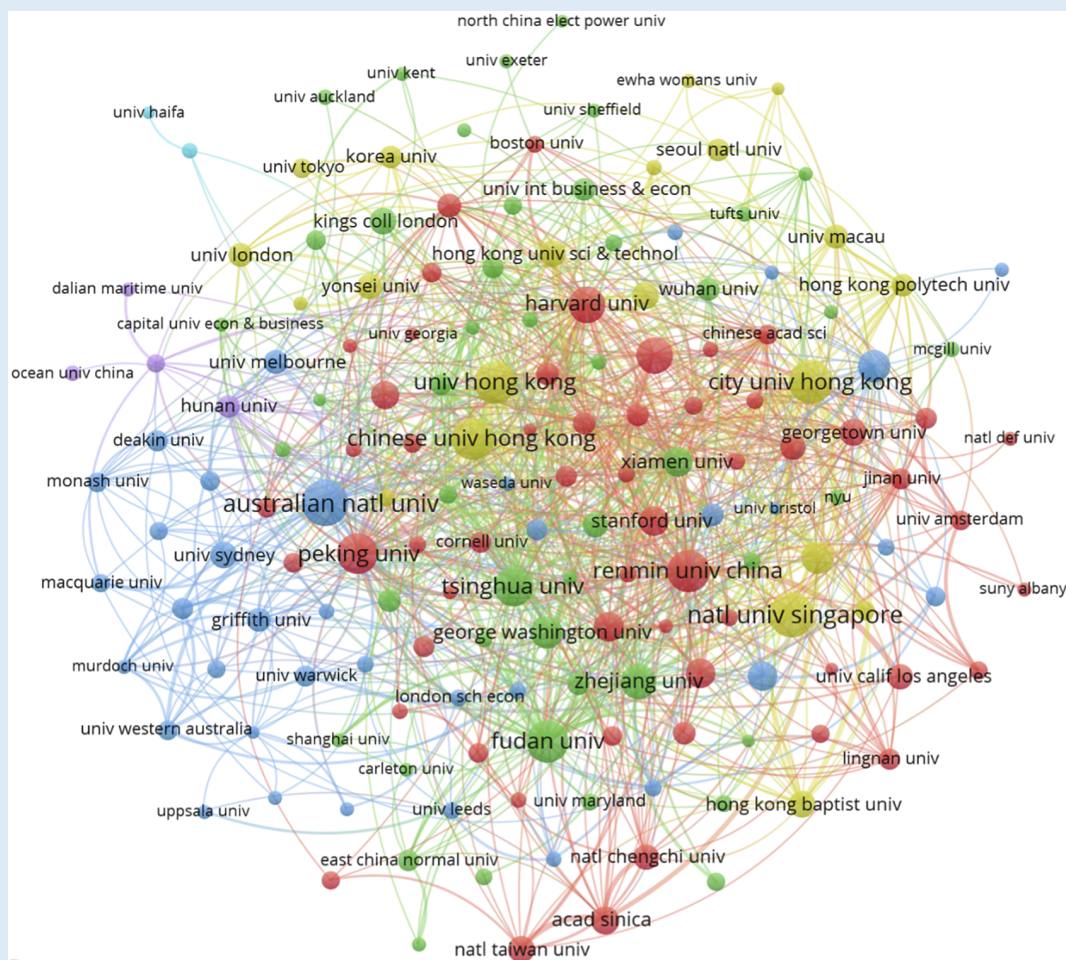 north china elect power univ
univ exeter
univ kent
ewha womans univ
univ auckland
univ sheffield
univ haifa
boston univ
seoul natl univ
korea univ
univ tokyo
univ int business & econ
tufts univ
kings coll london
univ macau
univ london
hong kong univ sci & technol
yonsei univ
hong kong polytech univ
dalian maritime univ
wuhan univ
harvard univ
capital univ econ & business
univ georgia
chinese acad sci
mcgill univ
univ melbourne
ocean univ china
univ hong kong
city univ hong kong
hunan univ
georgetown univ
deakin univ
chinese univ hong kong
natl def univ
xiamen univ
jinan univ
monash univ
waseda univ
nyu
australian natl univ
univ bristol
stanford univ
univ amsterdam
cornell univ
univ sydney
peking univ
renmin univ china
macquarie univ
tsinghua univ
suny albany
natl univ singapore
griffith univ
george washington univ
murdoch univ
univ warwick
univ calif los angeles
zhejiang univ
london sch econ
univ western australia
shanghai univ
fudan univ
lingnan univ
carleton univ
univ maryland
hong kong baptist univ
uppsala univ
univ leeds
east china normal univ
natl chengchi univ
acad sinica
natl taiwan univ